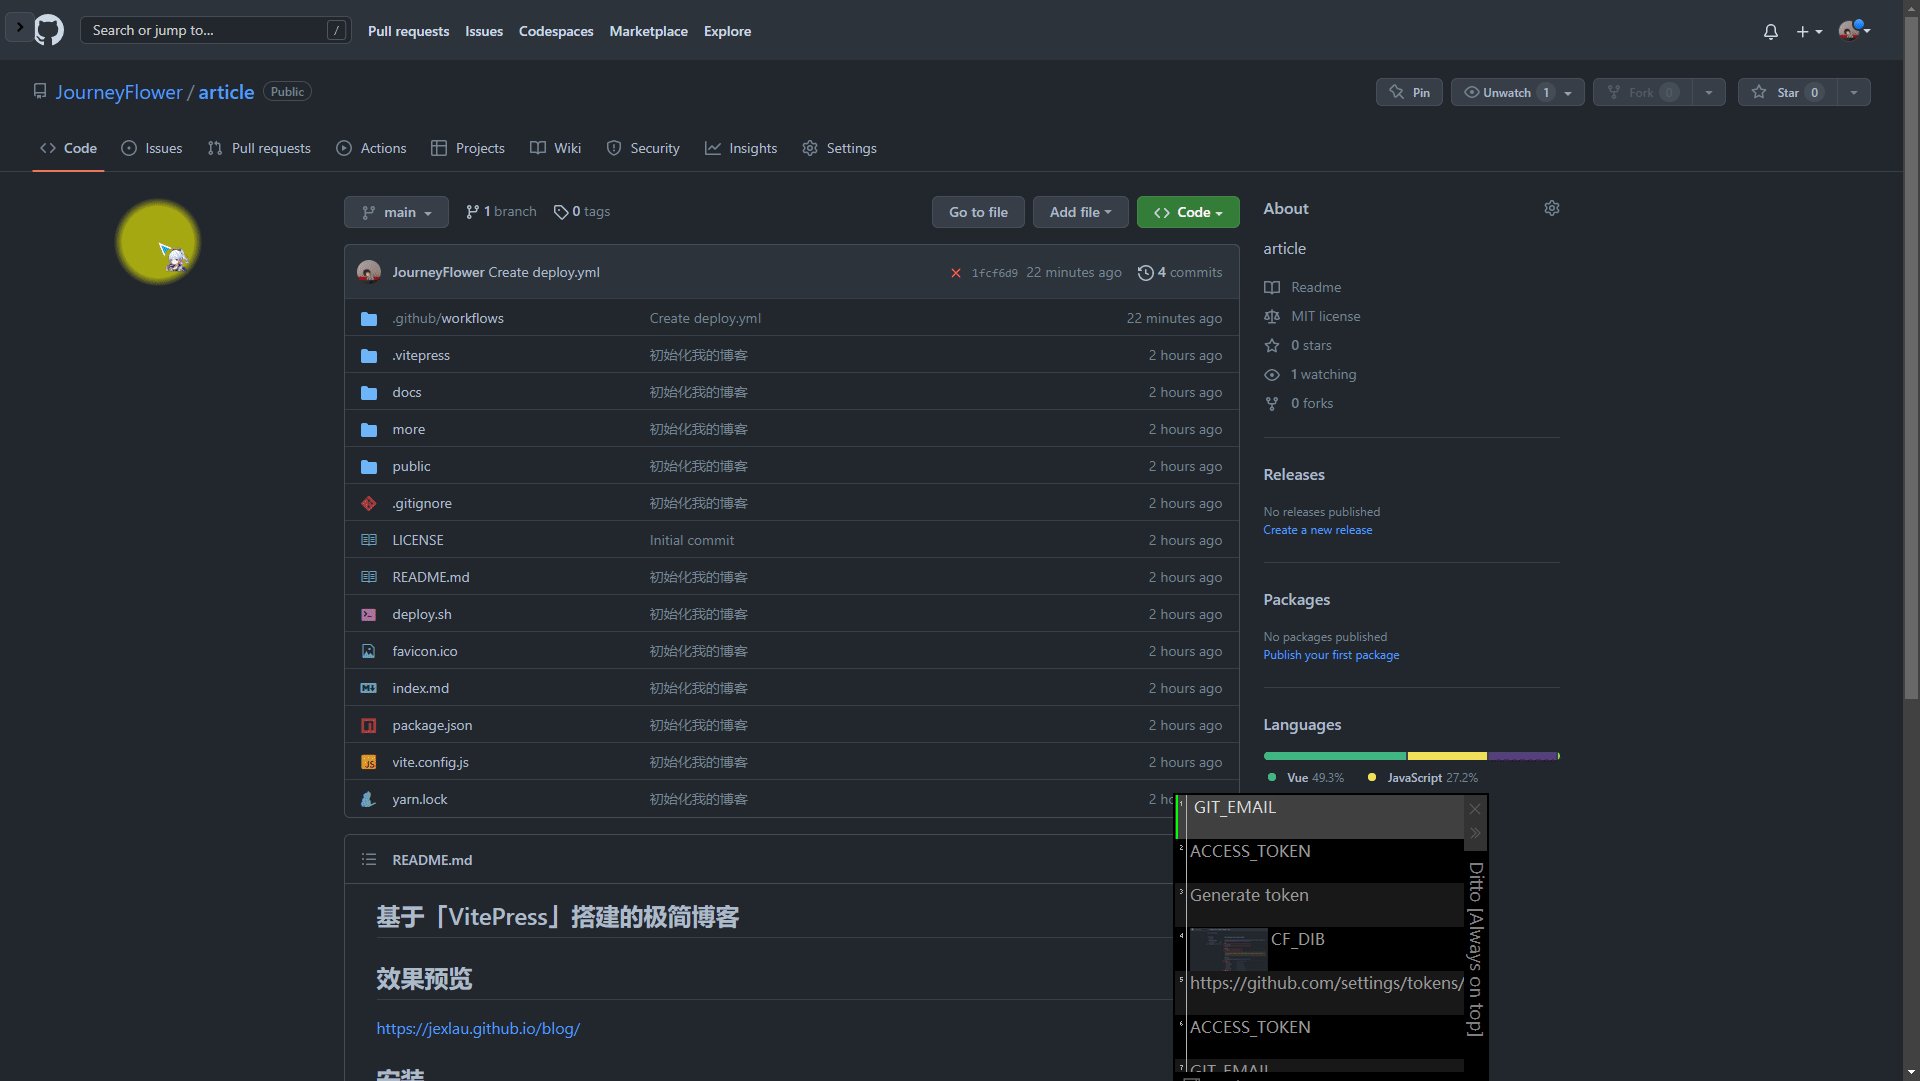 Search or jump to... /
Pull requests Issues Codespaces Marketplace Explore
JourneyFlower / article Public
Pin Unwatch 1 Fork 0 Star 0
Code Issues Pull requests Actions Projects Wiki Security Insights Settings
main 1 branch 0 tags Go to file Add file Code
JourneyFlower Create deploy.yml 1fcf6d9 22 minutes ago 4 commits
.github/workflows Create deploy.yml 22 minutes ago
.vitepress 初始化我的博客 2 hours ago
docs 初始化我的博客 2 hours ago
more 初始化我的博客 2 hours ago
public 初始化我的博客 2 hours ago
.gitignore 初始化我的博客 2 hours ago
LICENSE Initial commit 2 hours ago
README.md 初始化我的博客 2 hours ago
deploy.sh 初始化我的博客 2 hours ago
favicon.ico 初始化我的博客 2 hours ago
index.md 初始化我的博客 2 hours ago
package.json 初始化我的博客 2 hours ago
vite.config.js 初始化我的博客 2 hours ago
yarn.lock 初始化我的博客 2 ho
README.md
基于「VitePress」搭建的极简博客
效果预览
https://jexlau.github.io/blog/
安装
About
article
Readme
MIT license
0 stars
1 watching
0 forks
Releases
No releases published
Create a new release
Packages
No packages published
Publish your first package
Languages
Vue 49.3% JavaScript 27.2%
1 GIT_EMAIL
2 ACCESS_TOKEN
3 Generate token
4 CF_DIB
5 https://github.com/settings/tokens/
6 ACCESS_TOKEN
7 GIT_EMAIL
Ditto [Always on top]